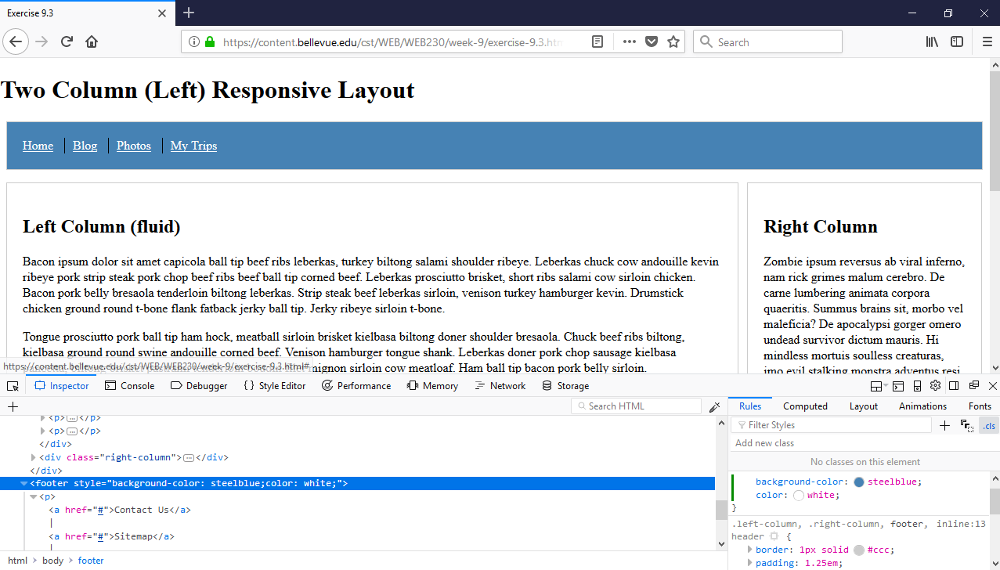 Exercise 9.3
https://content.bellevue.edu/cst/WEB/WEB230/week-9/exercise-9.3.htm
Search
Two Column (Left) Responsive Layout
Home
Blog
Photos
My Trips
Left Column (fluid)
Bacon ipsum dolor sit amet capicola ball tip beef ribs leberkas, turkey biltong salami shoulder ribeye. Leberkas chuck cow andouille kevin
ribeye pork strip steak pork chop beef ribs beef ball tip corned beef. Leberkas prosciutto brisket, short ribs salami cow sirloin chicken.
Bacon pork belly bresaola tenderloin biltong leberkas. Strip steak beef leberkas sirloin, venison turkey hamburger kevin. Drumstick
chicken ground round t-bone flank fatback jerky ball tip. Jerky ribeye sirloin t-bone.
Tongue prosciutto pork ball tip ham hock, meatball sirloin brisket kielbasa biltong doner shoulder bresaola. Chuck beef ribs biltong,
kielbasa ground round swine andouille corned beef. Venison hamburger tongue shank. Leberkas doner pork chop sausage kielbasa
mignon sirloin cow meatloaf. Ham ball tip bacon pork belly sirloin.
Right Column
Zombie ipsum reversus ab viral inferno,
nam rick grimes malum cerebro. De
carne lumbering animata corpora
quaeritis. Summus brains sit, morbo vel
maleficia? De apocalypsi gorger omero
undead survivor dictum mauris. Hi
mindless mortuis soulless creaturas,
imo evil stalking monstra adventus resi
https://content.bellevue.edu/cst/WEB/WEB230/week-9/exercise-9.3.html#
Inspector
Console
Debugger
{} Style Editor
Performance
Memory
Network
Storage
Search HTML
<p>…</p>
<p>…</p>
</div>
<div class="right-column">…</div>
</div>
<footer style="background-color: steelblue;color: white;">
<p>
<a href="#">Contact Us</a>
|
<a href="#">Sitemap</a>
|
html > body > footer
Rules
Computed
Layout
Animations
Fonts
Filter Styles
.cls
Add new class
No classes on this element
background-color: steelblue;
color: white;
}
.left-column, .right-column, footer, inline:13
header {
border: 1px solid #ccc;
padding: 1.25em;